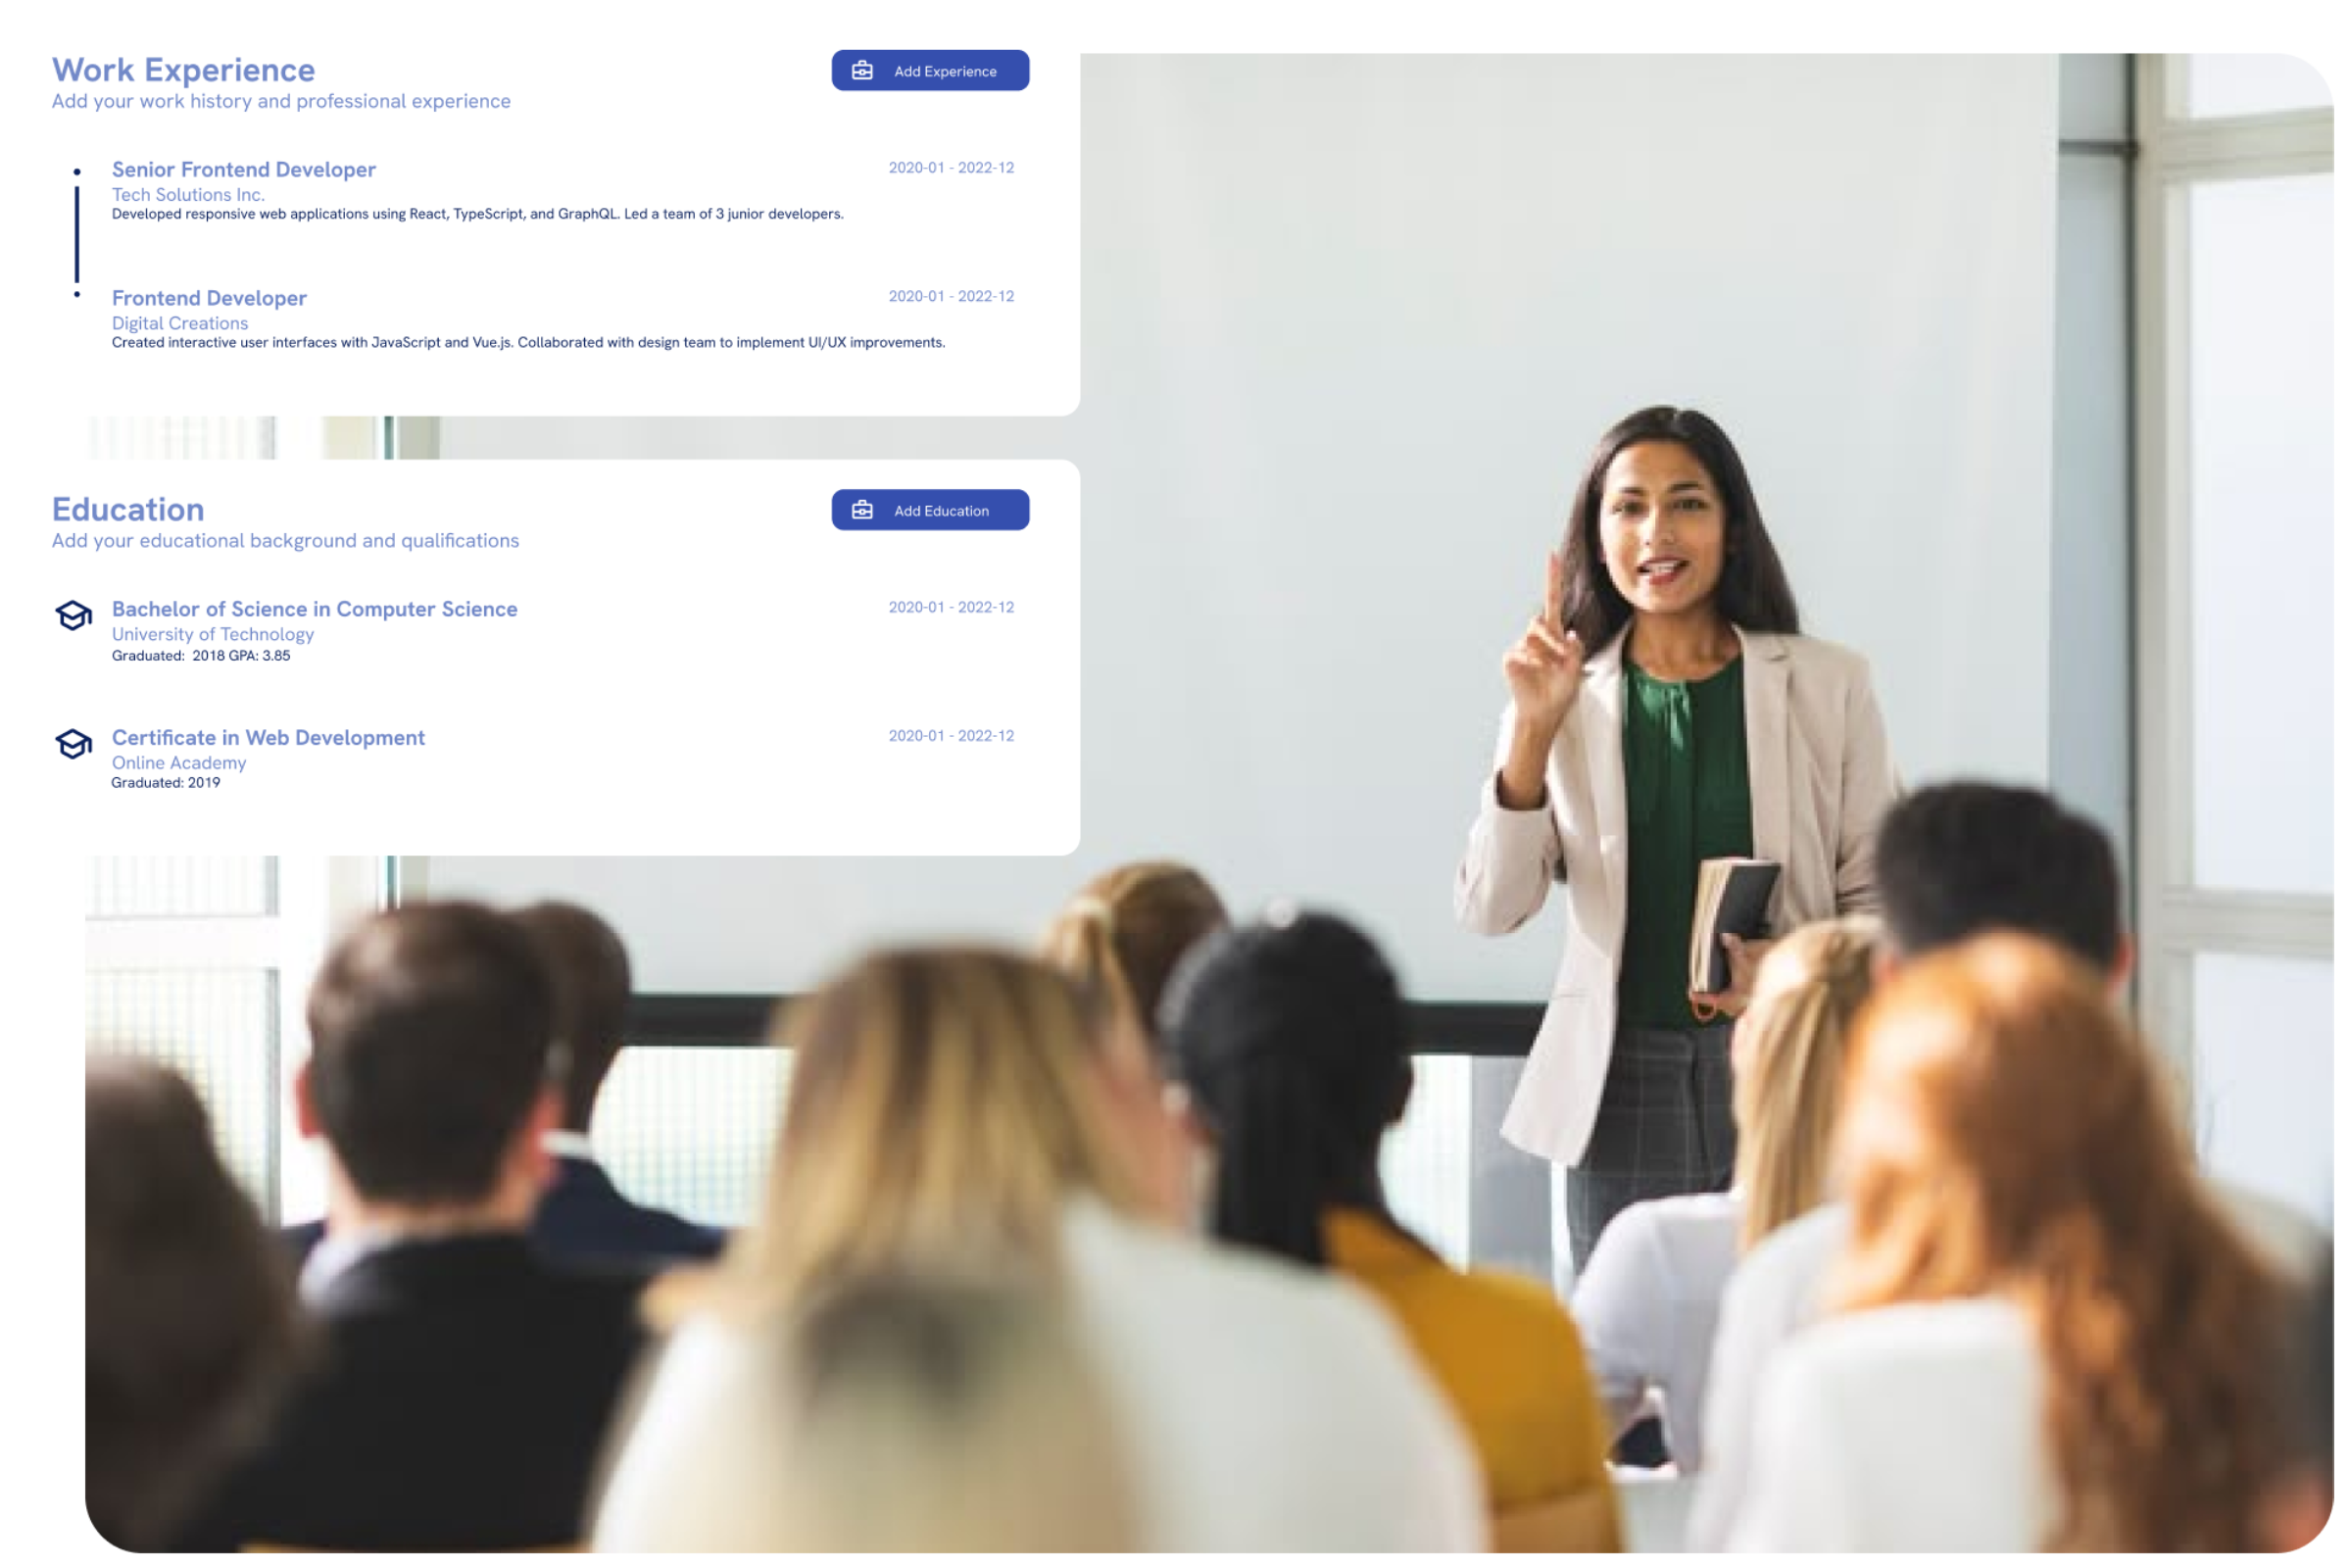 Work Experience
Add Experience
Add your work history and professional experience
Senior Frontend Developer
2020-01 - 2022-12
Tech Solutions Inc.
Developed responsive web applications using React, TypeScript, and GraphQL. Led a team of 3 junior developers.
Frontend Developer
2020-01 - 2022-12
Digital Creations
Created interactive user interfaces with JavaScript and Vue.js. Collaborated with design team to implement UI/UX improvements.
Education
Add Education
Add your educational background and qualifications
Bachelor of Science in Computer Science
2020-01 - 2022-12
University of Technology
Graduated:  2018 GPA: 3.85
Certificate in Web Development
2020-01 - 2022-12
Online Academy
Graduated: 2019